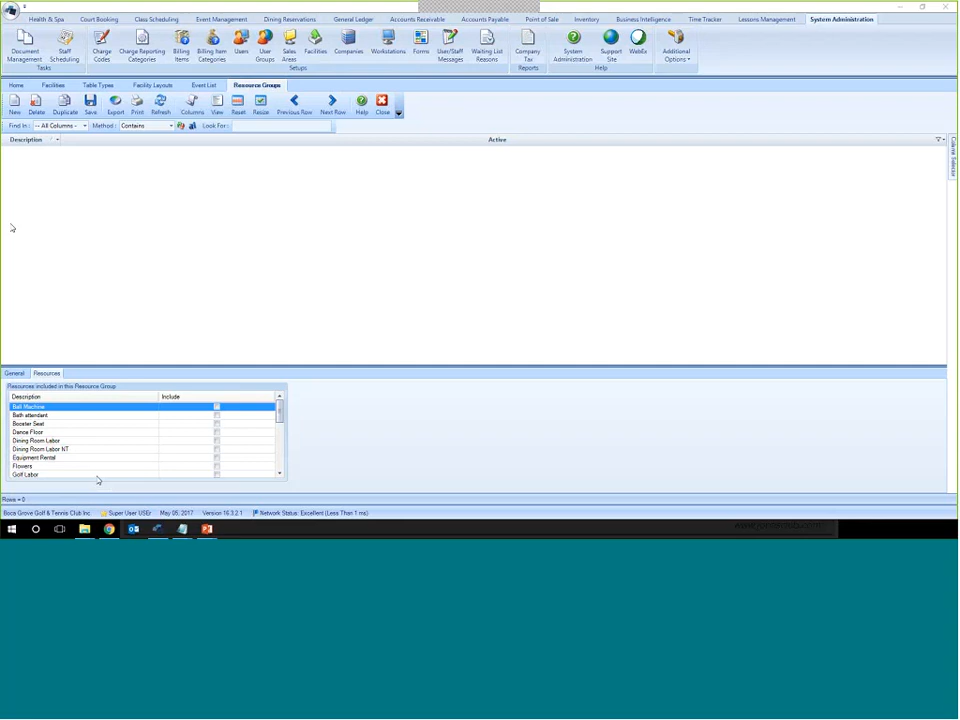 Health & Spa Court Booking Class Scheduling Event Management Dining Reservations General Ledger Accounts Receivable Accounts Payable Point of Sale Inventory Business Intelligence Time Tracker Lessons Management System Administration
Document Management Staff Scheduling Charge Codes Charge Reporting Categories Billing Items Billing Item Categories Users User Groups Sales Areas Facilities Companies Workstations Forms User/Staff Messages Waiting List Reasons Company Tax System Administration Support Site WebEx Additional Options
Tasks Setups Reports Help
Home Facilities Table Types Facility Layouts Event List Resource Groups
New Delete Duplicate Save Export Print Refresh Columns View Reset Resize Previous Row Next Row Help Close
Find In: -- All Columns - Method: Contains Look For:
Description Active
Column Selector
General Resources
Resources included in this Resource Group
Description Include
Ball Machine
Bath attendant
Booster Seat
Dance Floor
Dining Room Labor
Dining Room Labor NT
Equipment Rental
Flowers
Golf Labor
Rows = 0
Boca Grove Golf & Tennis Club Inc. Super User USEr May 05, 2017 Version 16.3.2.1 Network Status: Excellent (Less Than 1 ms)